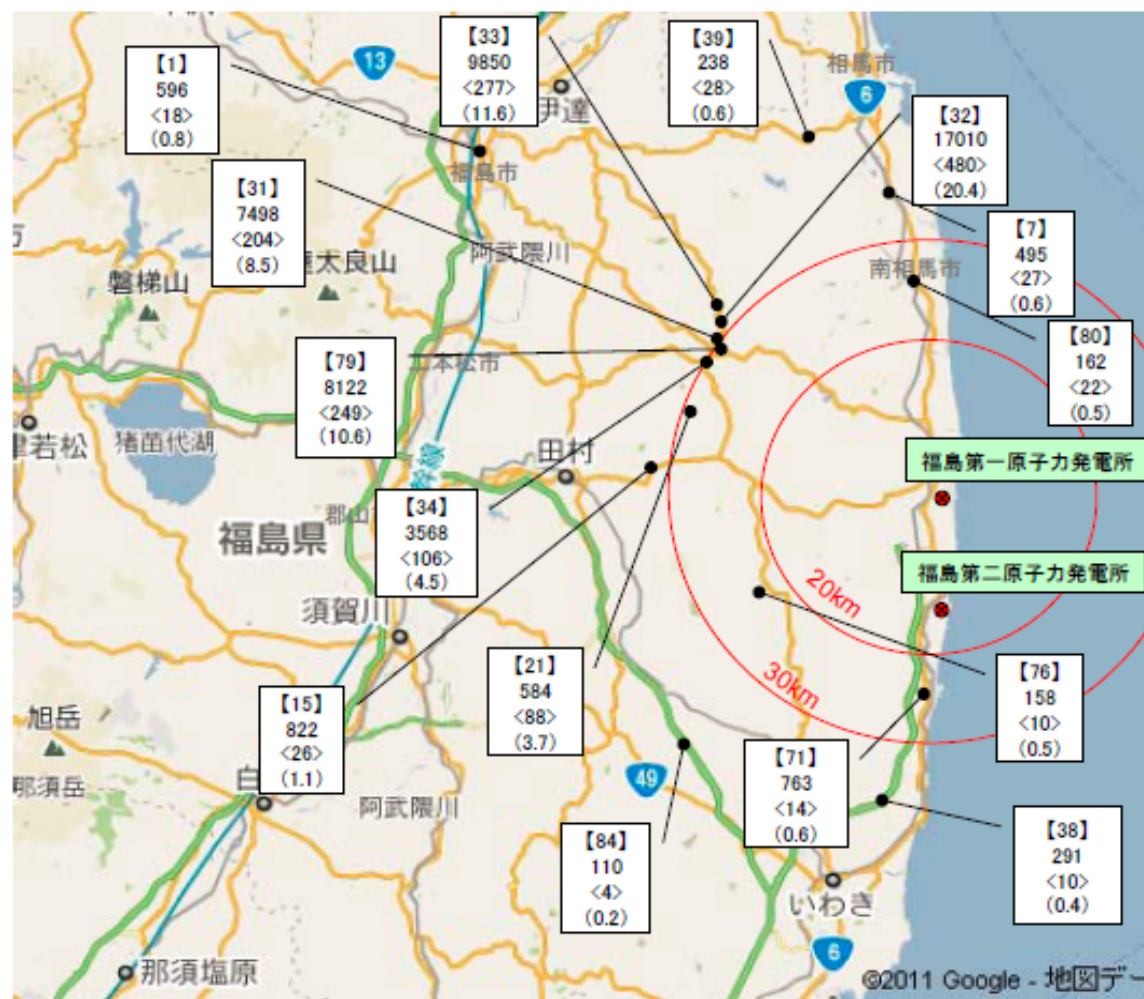 【1】
596
<18>
(0.8)
13
【33】
9850
<277>
(11.6)
伊達
【39】
238
<28>
(0.6)
相馬市
6
【32】
17010
<480>
(20.4)
福島市
【31】
7498
<204>
(8.5)
阿武隈川
【7】
495
<27>
(0.6)
南相馬市
磐梯山
太良山
【80】
162
<22>
(0.5)
【79】
8122
<249>
(10.6)
二本松市
若松
猪苗代湖
幹線
田村
福島第一原子力発電所
【34】
3568
<106>
(4.5)
郡山
福島県
福島第二原子力発電所
20km
須賀川
30km
【21】
584
<88>
(3.7)
【76】
158
<10>
(0.5)
【15】
822
<26>
(1.1)
旭岳
那須岳
白
49
【71】
763
<14>
(0.6)
阿武隈川
【84】
110
<4>
(0.2)
【38】
291
<10>
(0.4)
いわき
6
那須塩原
©2011 Google - 地図デー